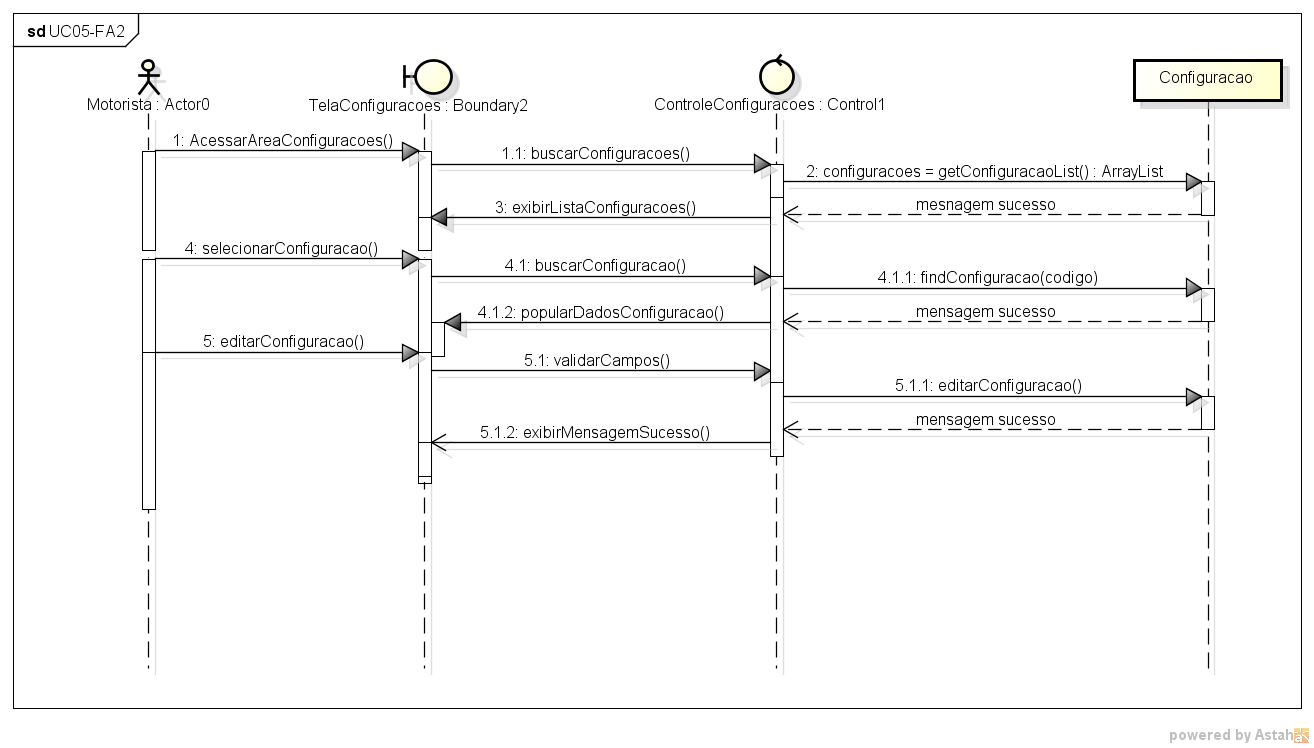 sd UC05-FA2
Motorista : Actor0
TelaConfiguracoes : Boundary2
ControleConfiguracoes : Control1
Configuracao
1: AcessarAreaConfiguracoes()
1.1: buscarConfiguracoes()
2: configuracoes = getConfiguracaoList() : ArrayList
mesnagem sucesso
3: exibirListaConfiguracoes()
4: selecionarConfiguracao()
4.1: buscarConfiguracao()
4.1.1: findConfiguracao(codigo)
mensagem sucesso
4.1.2: popularDadosConfiguracao()
5: editarConfiguracao()
5.1: validarCampos()
5.1.1: editarConfiguracao()
mensagem sucesso
5.1.2: exibirMensagemSucesso()
powered by Astah